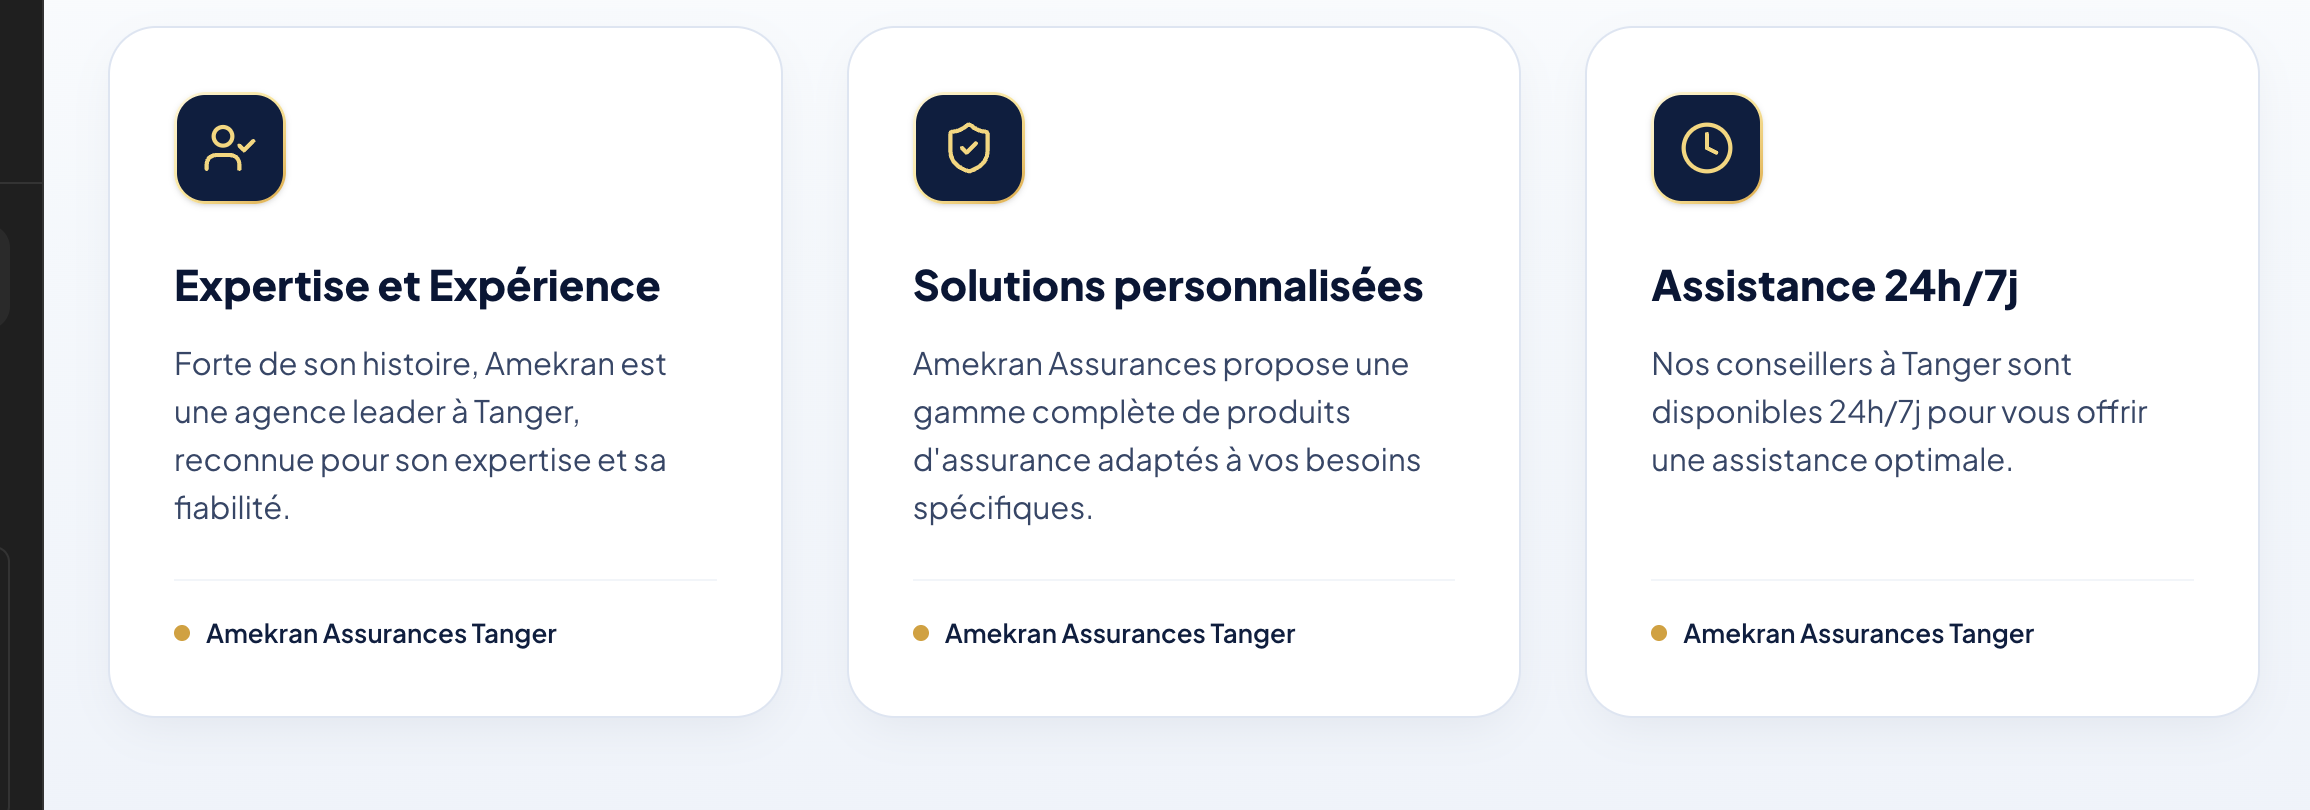 Expertise et Expérience
Forte de son histoire, Amekran est
une agence leader à Tanger,
reconnue pour son expertise et sa
fiabilité.
Amekran Assurances Tanger
Solutions personnalisées
Amekran Assurances propose une
gamme complète de produits
d'assurance adaptés à vos besoins
spécifiques.
Amekran Assurances Tanger
Assistance 24h/7j
Nos conseillers à Tanger sont
disponibles 24h/7j pour vous offrir
une assistance optimale.
Amekran Assurances Tanger